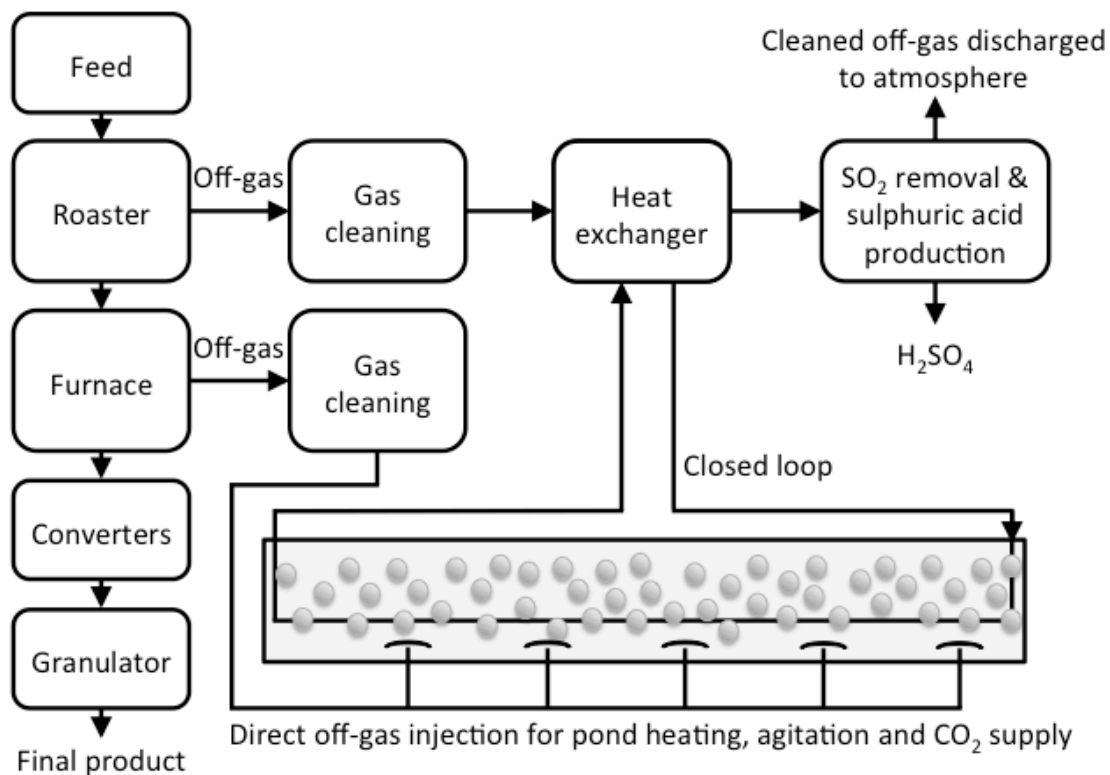 Feed
Cleaned off-gas discharged
to atmosphere
Roaster
Off-gas
Gas
cleaning
Heat
exchanger
SO₂ removal &
sulphuric acid
production
Furnace
Off-gas
Gas
cleaning
H₂SO₄
Closed loop
Converters
Granulator
Direct off-gas injection for pond heating, agitation and CO₂ supply
Final product